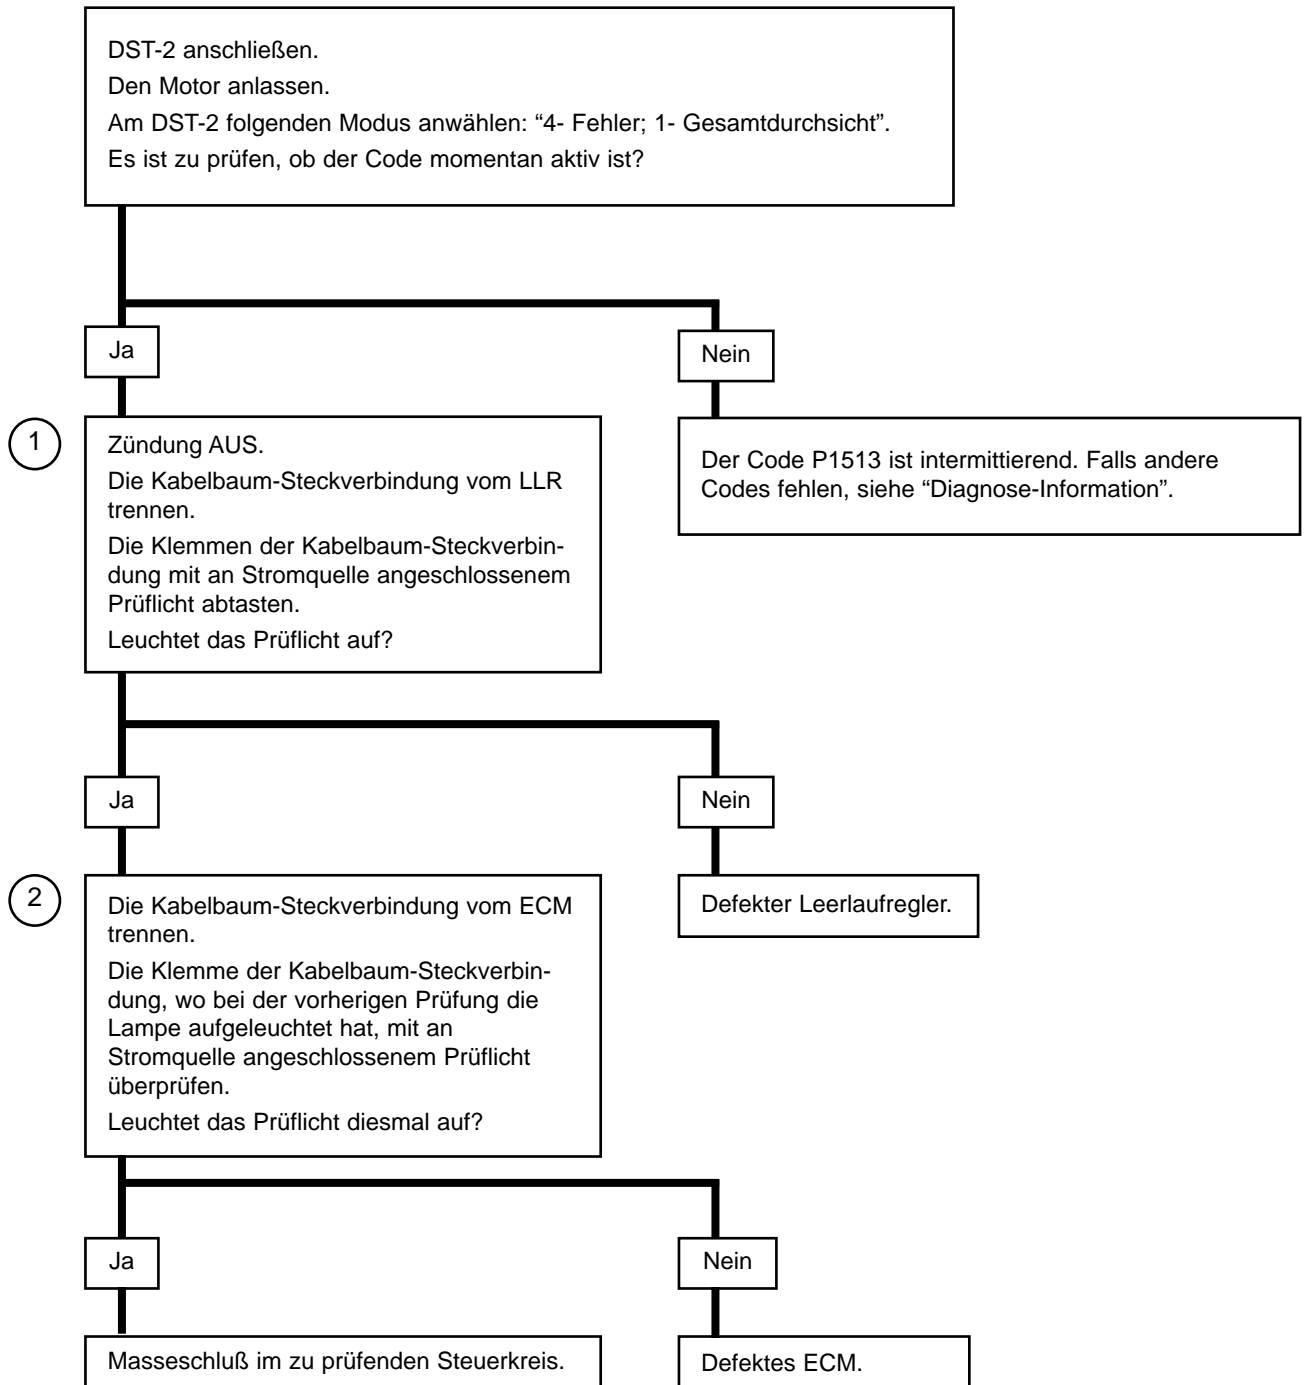 DST-2 anschließen.
Den Motor anlassen.
Am DST-2 folgenden Modus anwählen: “4- Fehler; 1- Gesamtdurchsicht”.
Es ist zu prüfen, ob der Code momentan aktiv ist?
Ja
Nein
1
Zündung AUS.
Die Kabelbaum-Steckverbindung vom LLR
trennen.
Die Klemmen der Kabelbaum-Steckverbin-
dung mit an Stromquelle angeschlossenem
Prüflicht abtasten.
Leuchtet das Prüflicht auf?
Der Code P1513 ist intermittierend. Falls andere
Codes fehlen, siehe “Diagnose-Information”.
Ja
Nein
2
Die Kabelbaum-Steckverbindung vom ECM
trennen.
Die Klemme der Kabelbaum-Steckverbin-
dung, wo bei der vorherigen Prüfung die
Lampe aufgeleuchtet hat, mit an
Stromquelle angeschlossenem Prüflicht
überprüfen.
Leuchtet das Prüflicht diesmal auf?
Defekter Leerlaufregler.
Ja
Nein
Masseschluß im zu prüfenden Steuerkreis.
Defektes ECM.